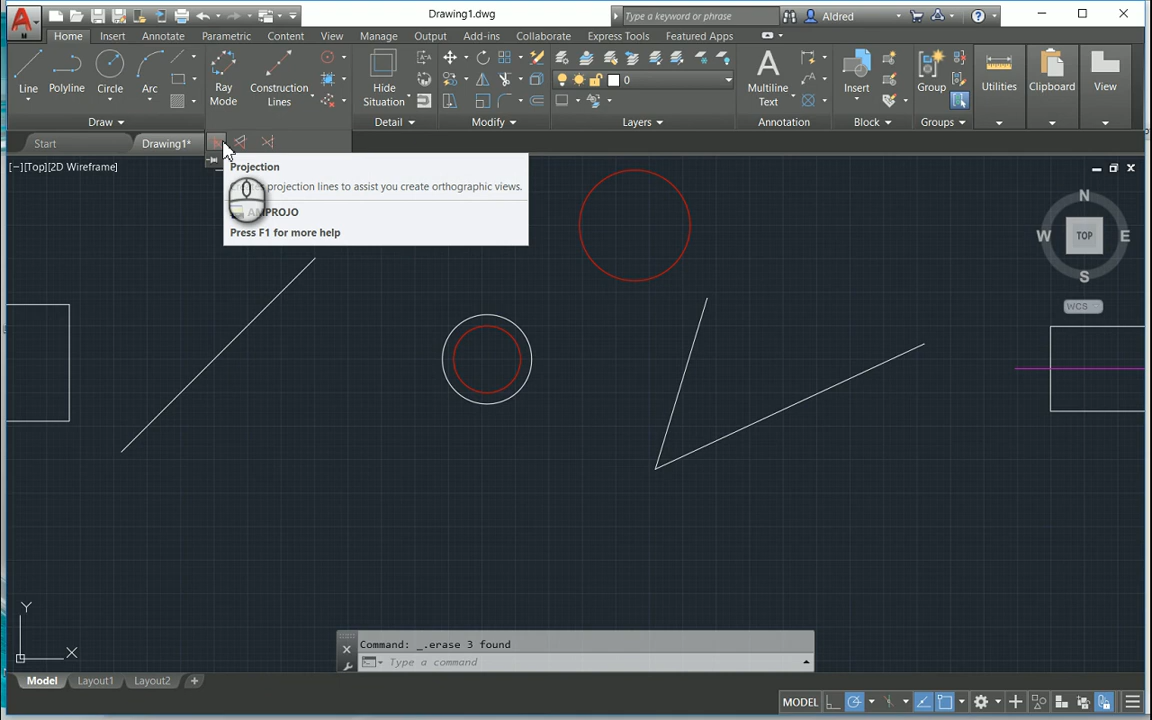 Drawing1.dwg
Type a keyword or phrase
Aldred
Home Insert Annotate Parametric Content View Manage Output Add-ins Collaborate Express Tools Featured Apps
Line Polyline Circle Arc
Ray Mode
Construction Lines
Hide Situation
0
Multiline Text
Insert
Group
Utilities
Clipboard
View
Draw Detail Modify Layers Annotation Block Groups
Start Drawing1*
[−][Top][2D Wireframe]
Projection
projection lines to assist you create orthographic views.
AMPROJO
Press F1 for more help
N
W TOP E
S
WCS
Y
X
Command: _.erase 3 found
Type a command
Model Layout1 Layout2 +
MODEL